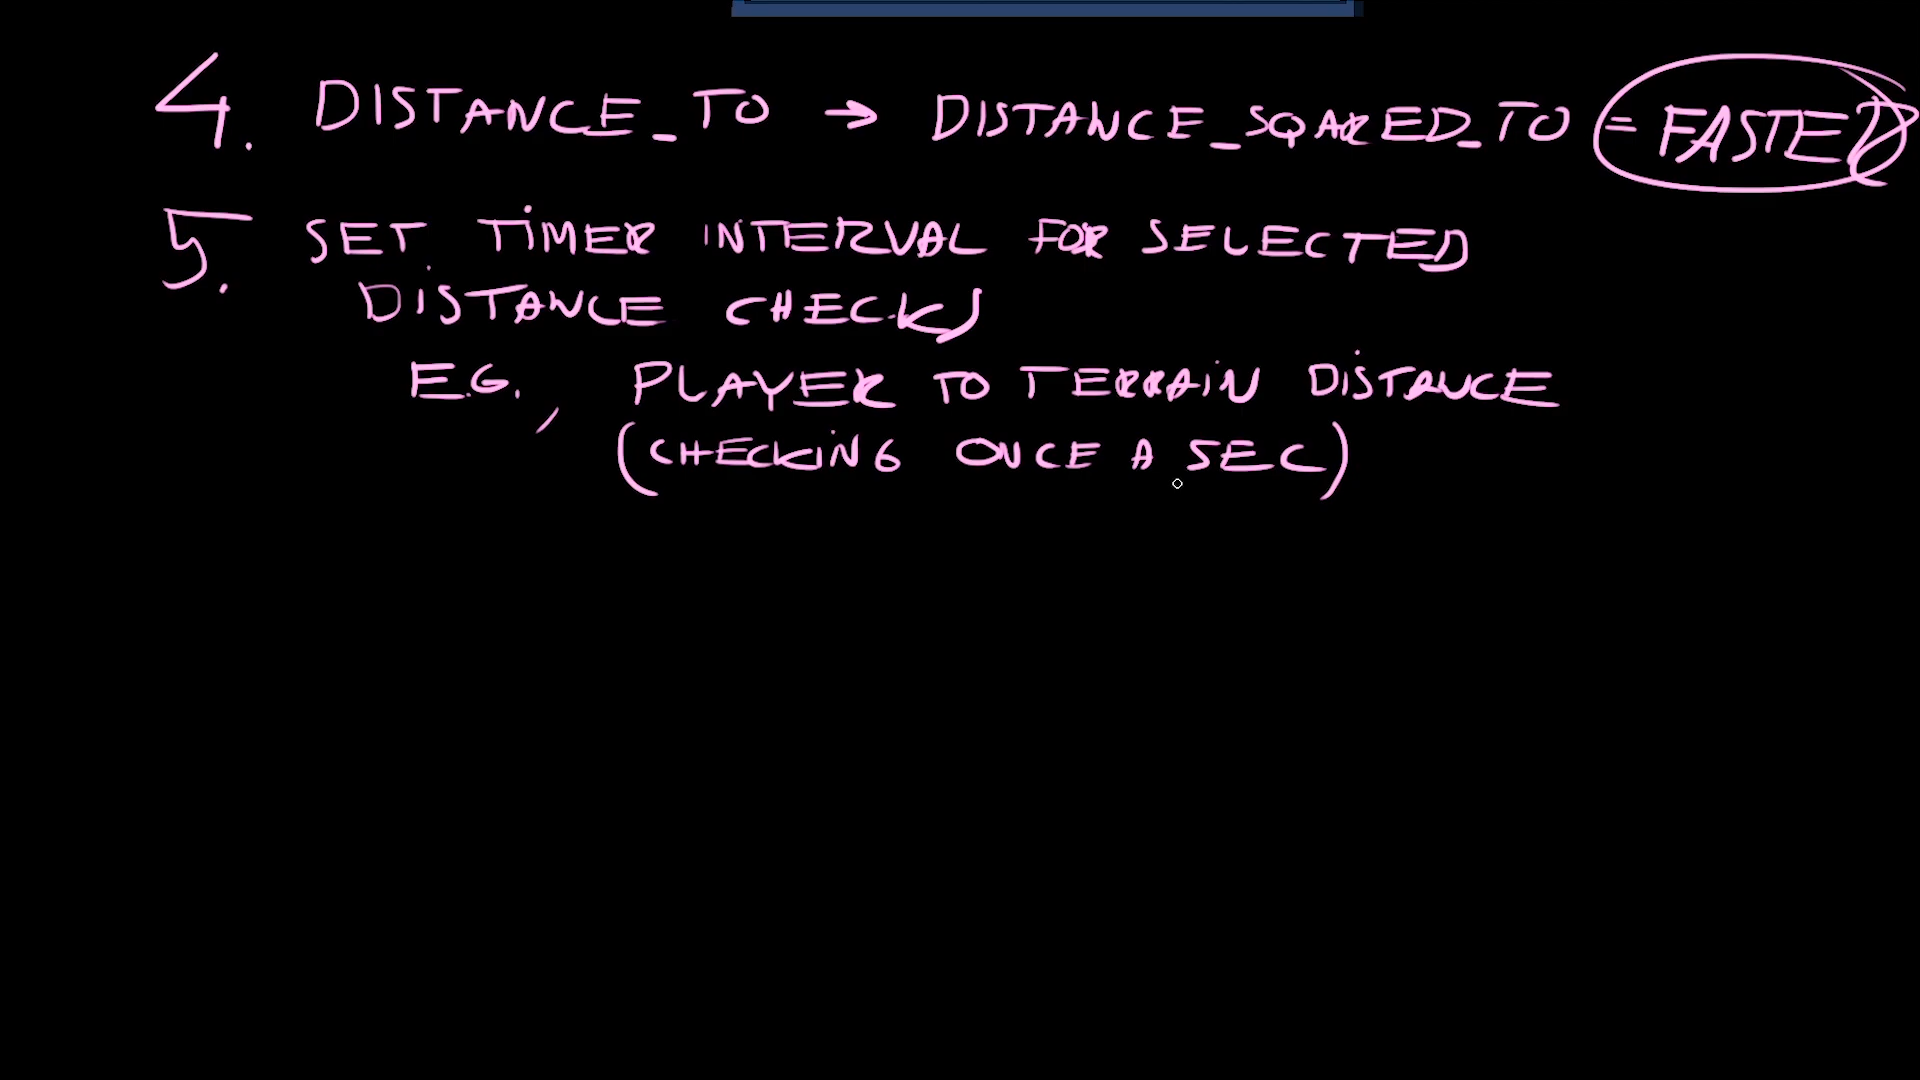 4. DISTANCE_TO → DISTANCE_SQARED_TO = FASTER
5. SET TIMER INTERVAL FOR SELECTED
DISTANCE CHECKS
E.G., PLAYER TO TERRAIN DISTANCE
(CHECKING ONCE A SEC)